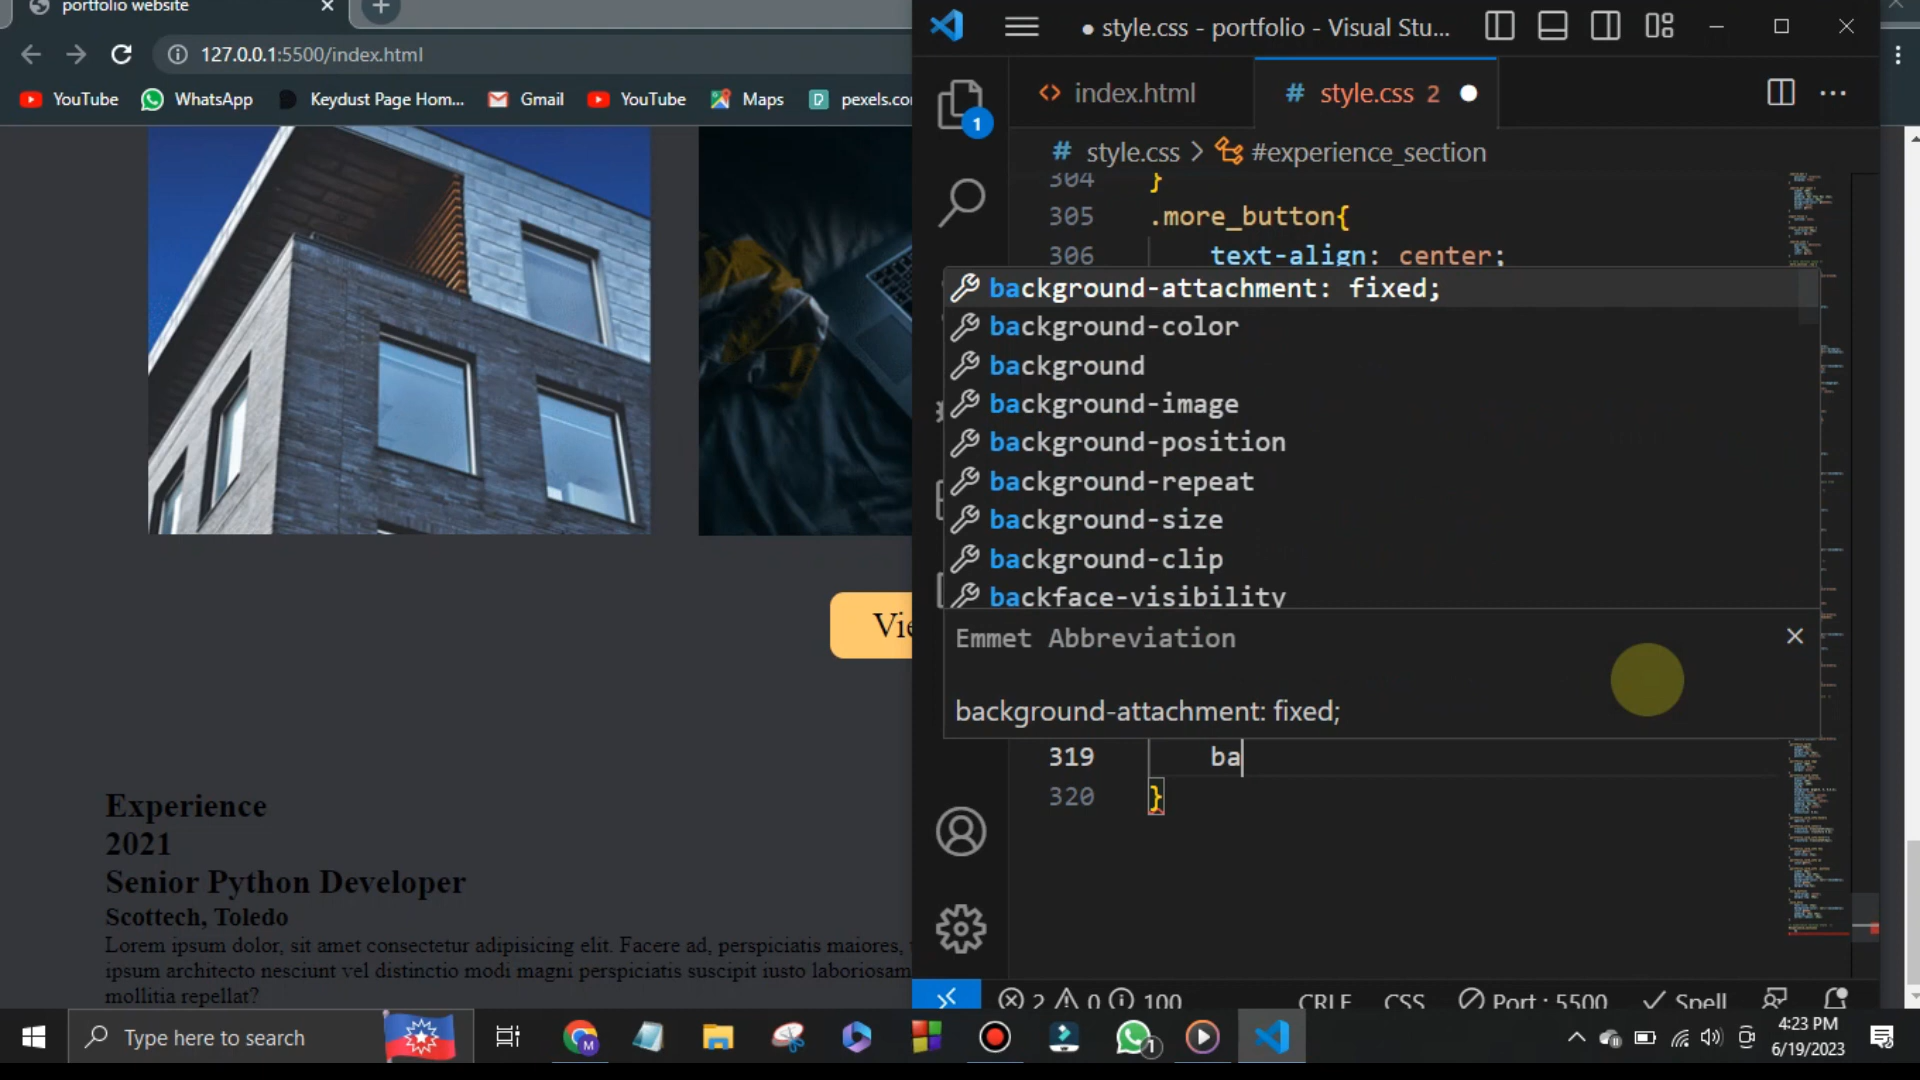 portfolio website
127.0.0.1:5500/index.html
YouTube WhatsApp Keydust Page Hom... Gmail YouTube Maps pexels.co
Vie
Experience
2021
Senior Python Developer
Scottech, Toledo
Lorem ipsum dolor, sit amet consectetur adipisicing elit. Facere ad, perspiciatis maiores,
ipsum architecto nesciunt vel distinctio modi magni perspiciatis suscipit iusto laboriosam
mollitia repellat?
● style.css - portfolio - Visual Stu...
index.html # style.css 2
1
# style.css > #experience_section
304 }
305 .more_button{
306 text-align: center;
background-attachment: fixed;
background-color
background
background-image
background-position
background-repeat
background-size
background-clip
backface-visibility
Emmet Abbreviation
background-attachment: fixed;
319 ba
320 }
2 0 100 CRLF CSS Port : 5500 Spell
Type here to search
M
1
4:23 PM
6/19/2023